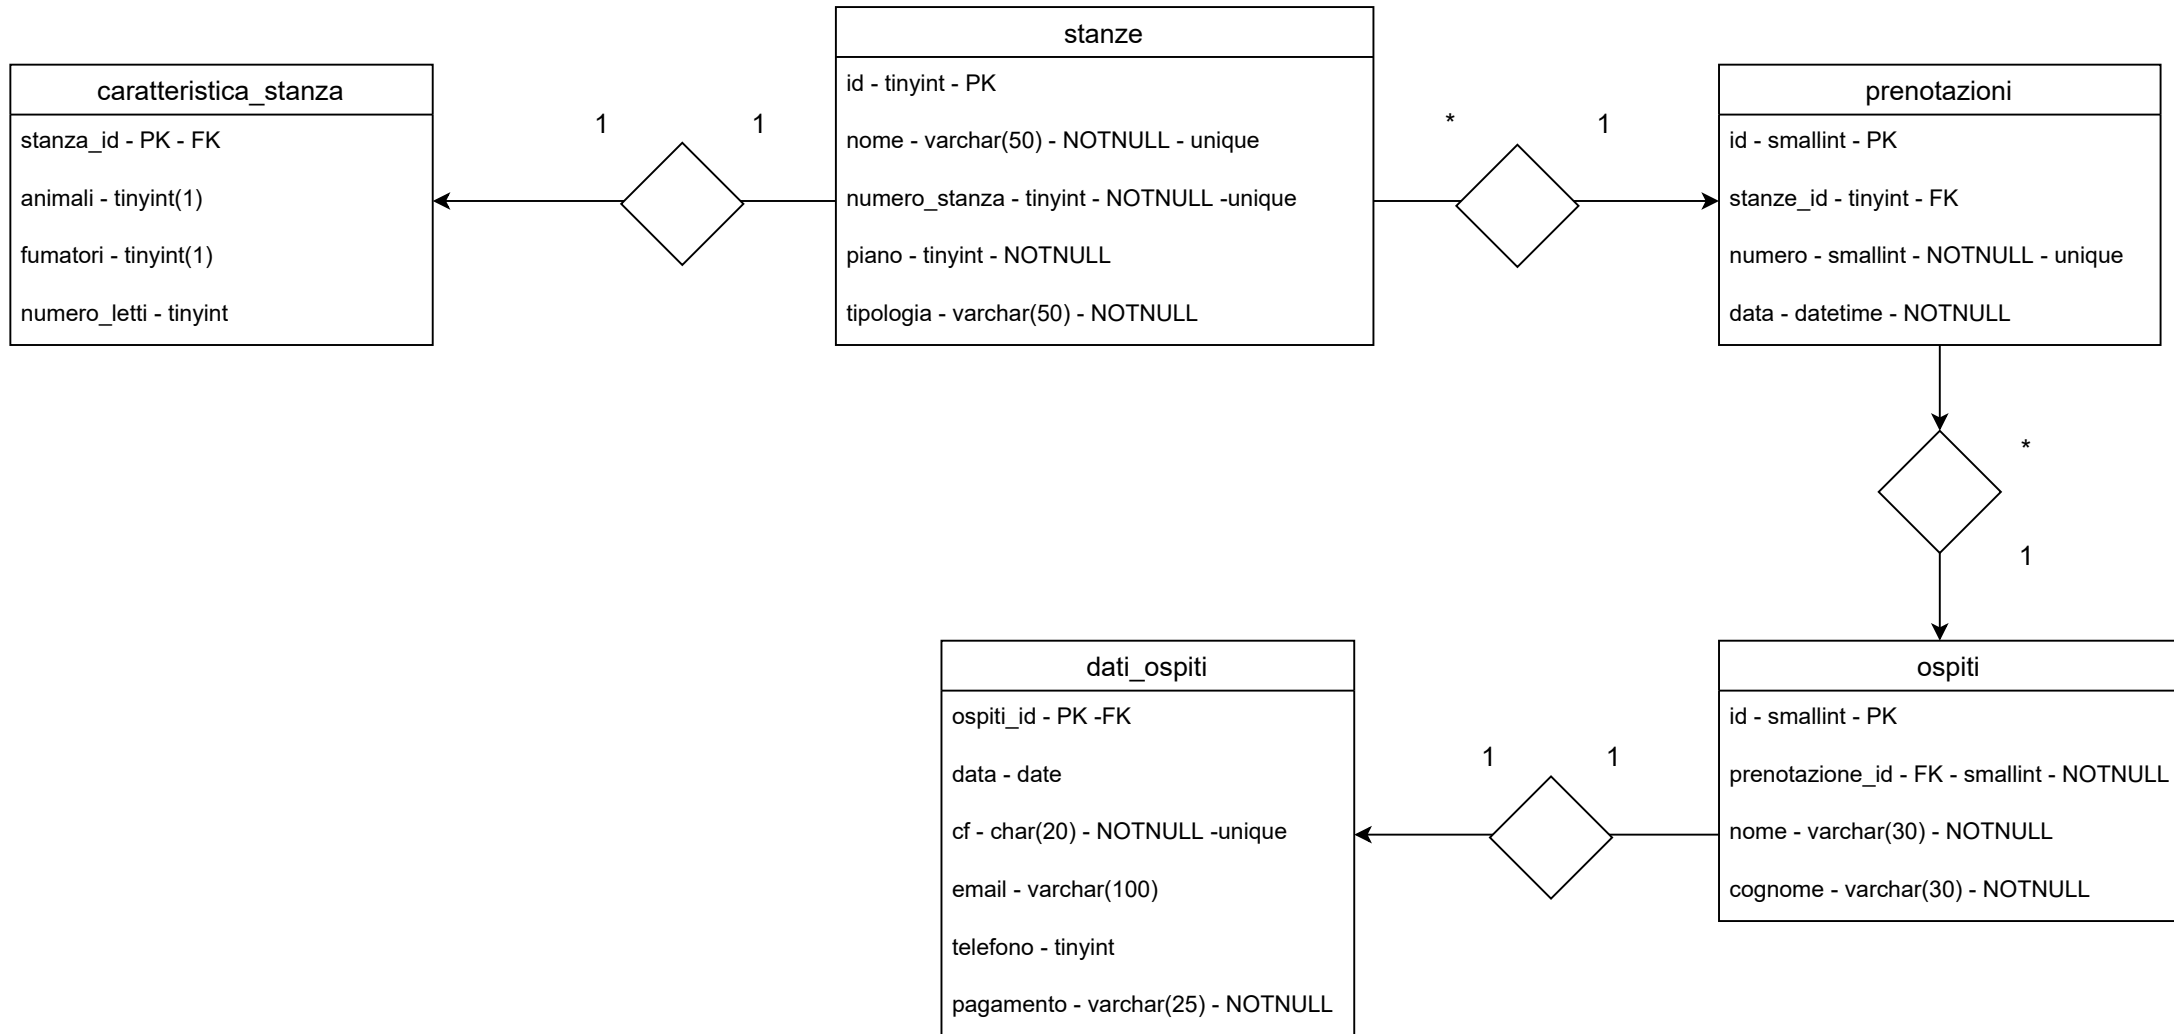 stanze
id - tinyint - PK
nome - varchar(50) - NOTNULL - unique
numero_stanza - tinyint - NOTNULL -unique
piano - tinyint - NOTNULL
tipologia - varchar(50) - NOTNULL
caratteristica_stanza
stanza_id - PK - FK
animali - tinyint(1)
fumatori - tinyint(1)
numero_letti - tinyint
1
1
*
1
prenotazioni
id - smallint - PK
stanze_id - tinyint - FK
numero - smallint - NOTNULL - unique
data - datetime - NOTNULL
*
1
dati_ospiti
ospiti_id - PK -FK
data - date
cf - char(20) - NOTNULL -unique
email - varchar(100)
telefono - tinyint
pagamento - varchar(25) - NOTNULL
1
1
ospiti
id - smallint - PK
prenotazione_id - FK - smallint - NOTNULL
nome - varchar(30) - NOTNULL
cognome - varchar(30) - NOTNULL